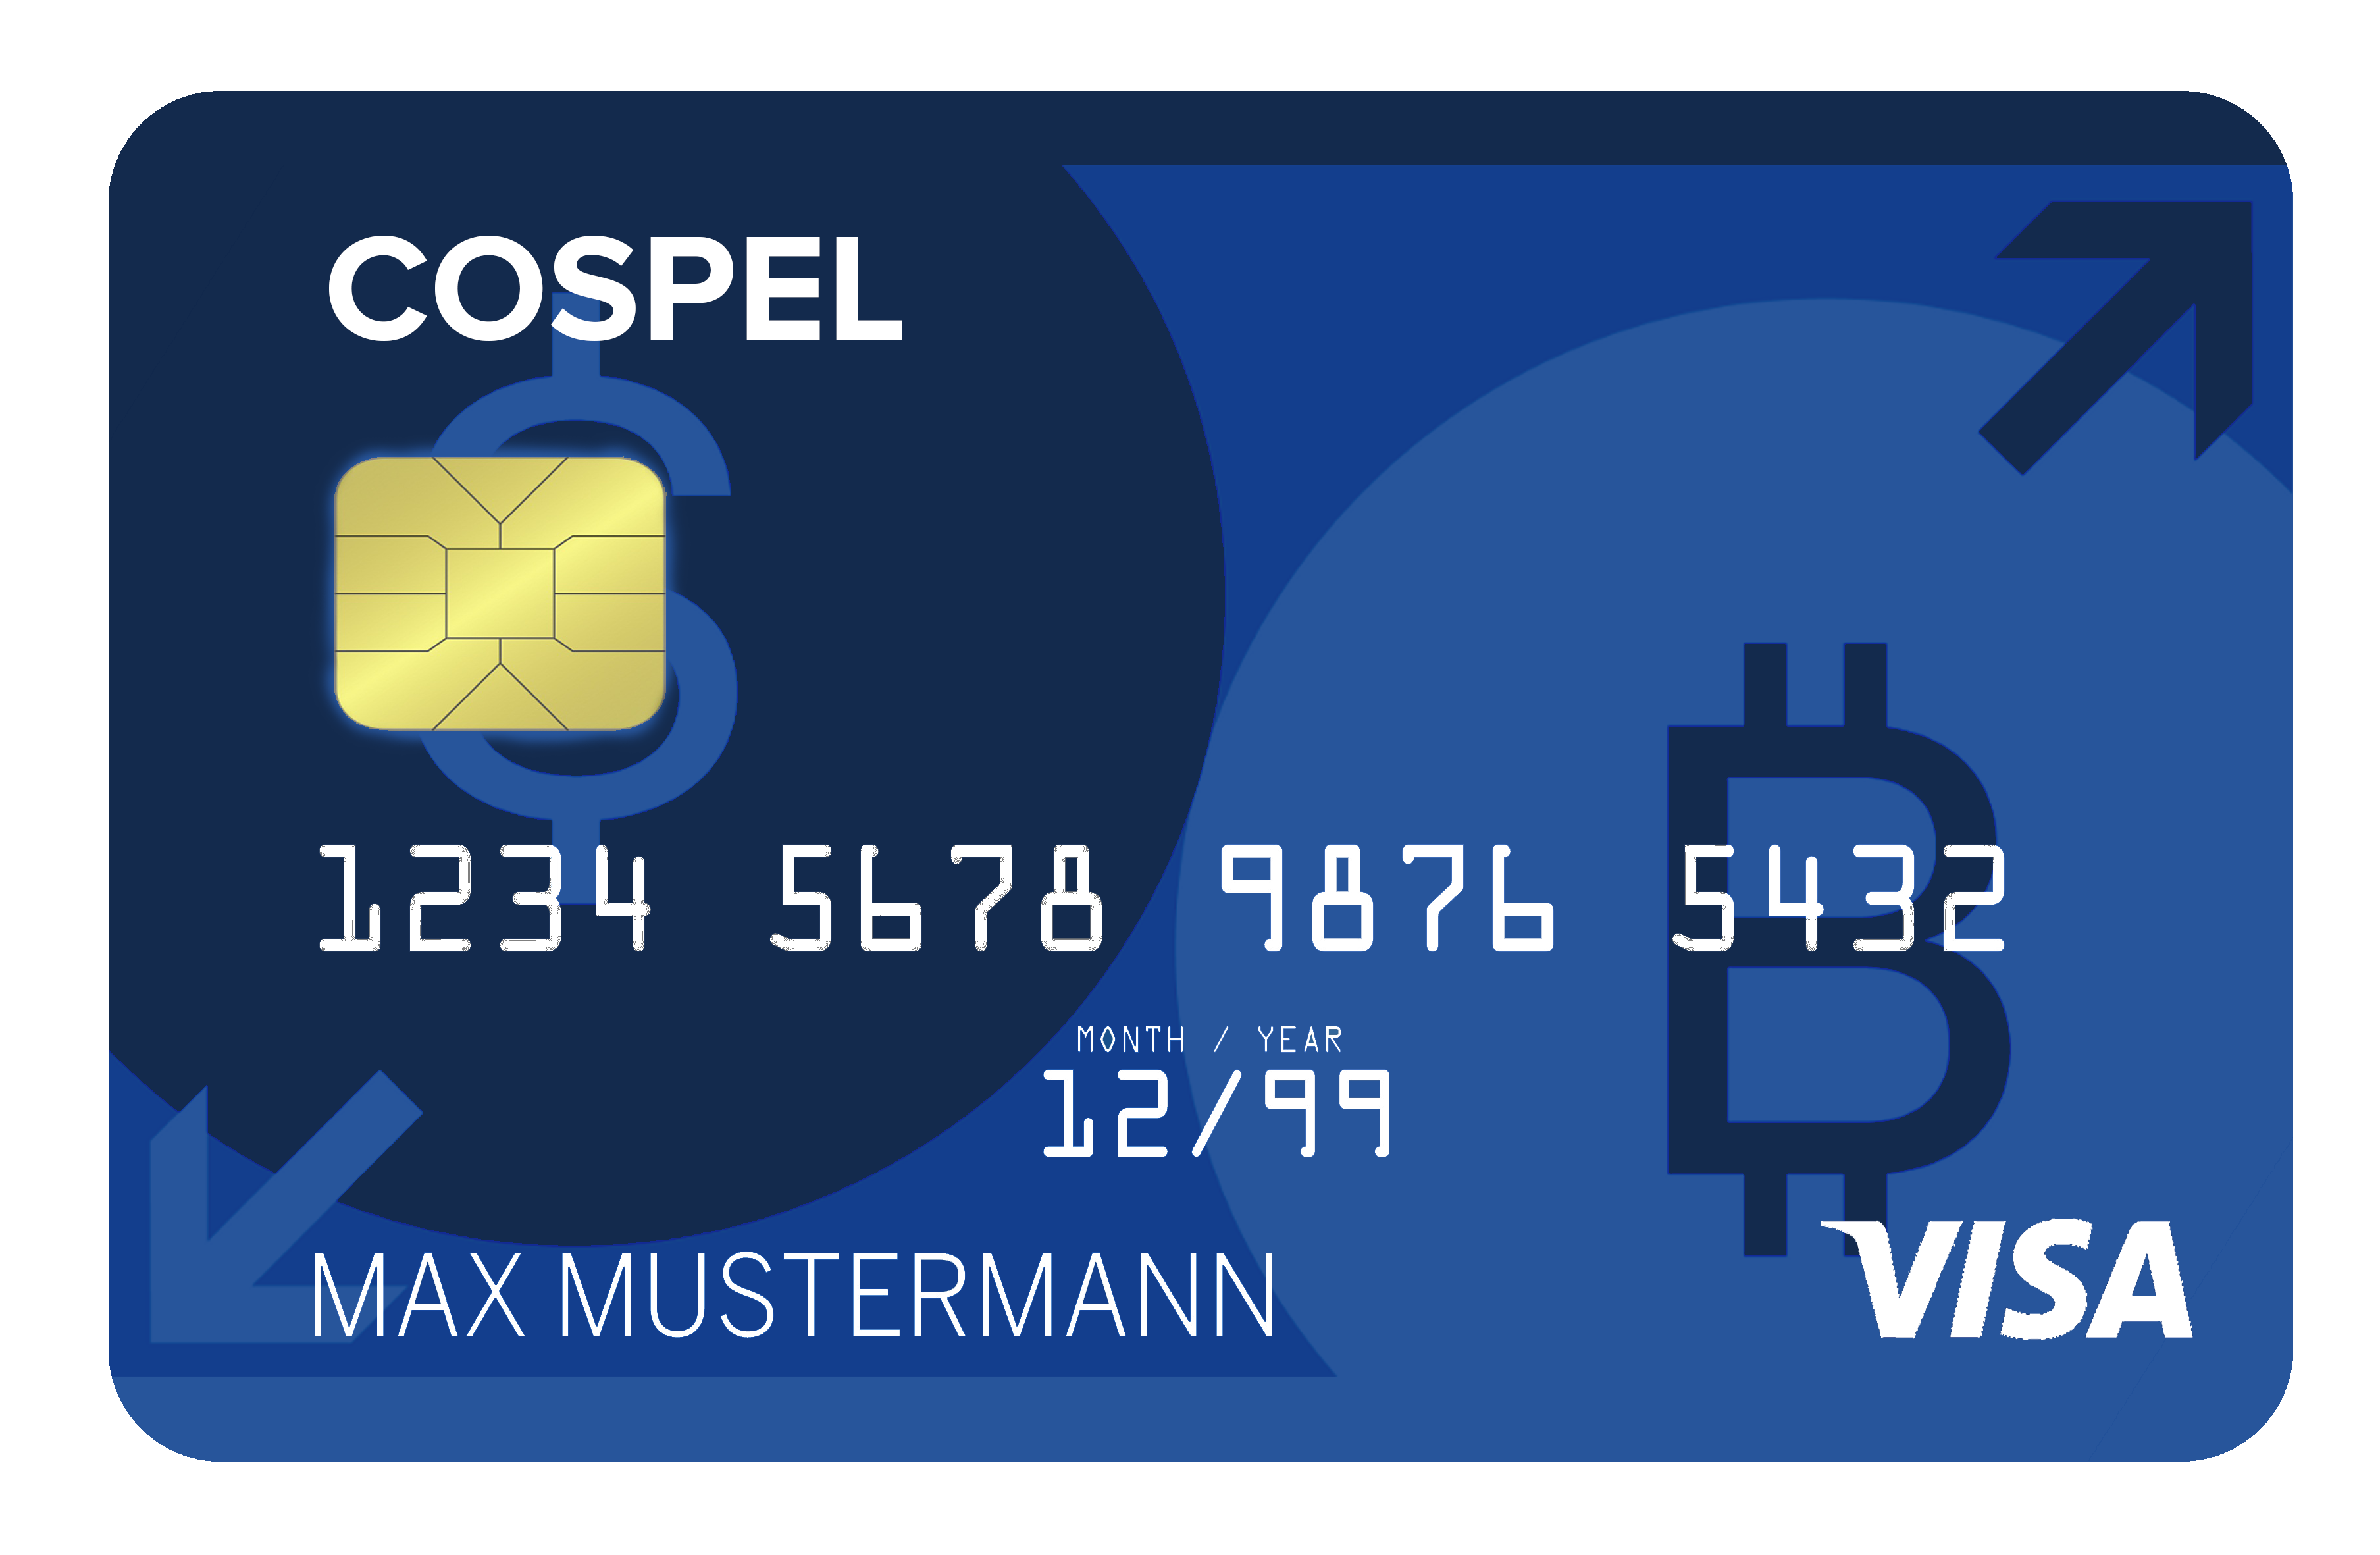 COSPEL
1234 5678 9876 5432
MONTH / YEAR
12/99
MAX MUSTERMANN
VISA